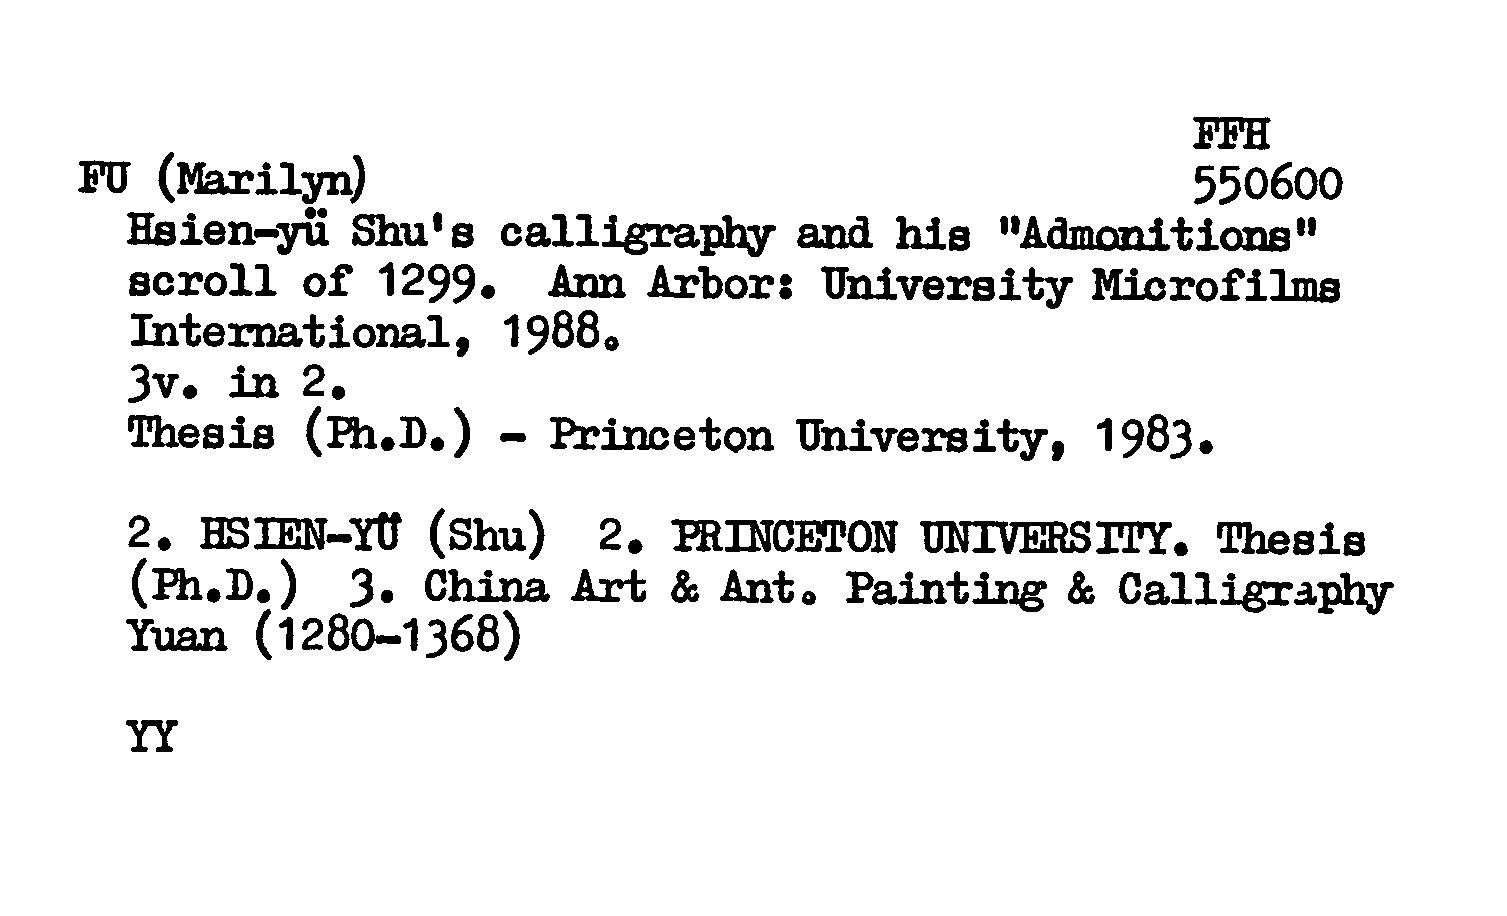 FFH
FU (Marilyn) 550600
Hsien-yü Shu's calligraphy and his "Admonitions"
scroll of 1299. Ann Arbor: University Microfilms
International, 1988.
3v. in 2.
Thesis (Ph.D.) - Princeton University, 1983.
2. HSIEN-YÜ (Shu) 2. PRINCETON UNIVERSITY. Thesis
(Ph.D.) 3. China Art & Ant. Painting & Calligraphy
Yuan (1280-1368)
YY